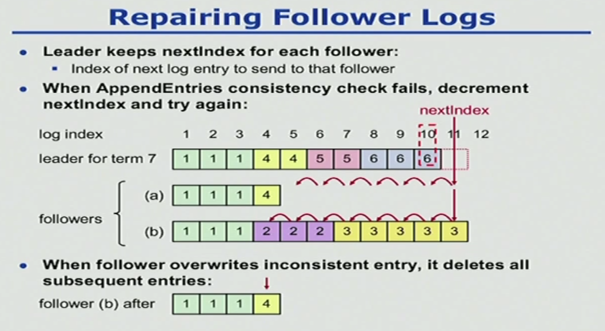 Repairing Follower Logs
• Leader keeps nextIndex for each follower:
▪ Index of next log entry to send to that follower
• When AppendEntries consistency check fails, decrement
nextIndex and try again:
nextIndex
log index 1 2 3 4 5 6 7 8 9 10 11 12
leader for term 7 1 1 1 4 4 5 5 6 6 6
(a) 1 1 1 4
followers
(b) 1 1 1 2 2 2 3 3 3 3 3
• When follower overwrites inconsistent entry, it deletes all
subsequent entries:
follower (b) after 1 1 1 4